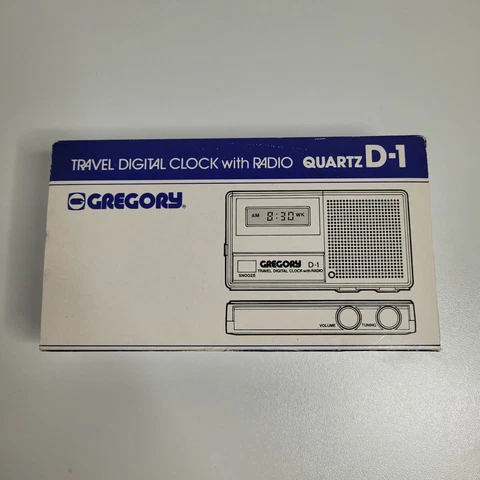 TRAVEL DIGITAL CLOCK with RADIO QUARTZ D-1
GREGORY®
AM 8:30 WK
GREGORY D-1
TRAVEL DIGITAL CLOCK with RADIO
SNOOZE
VOLUME TUNING